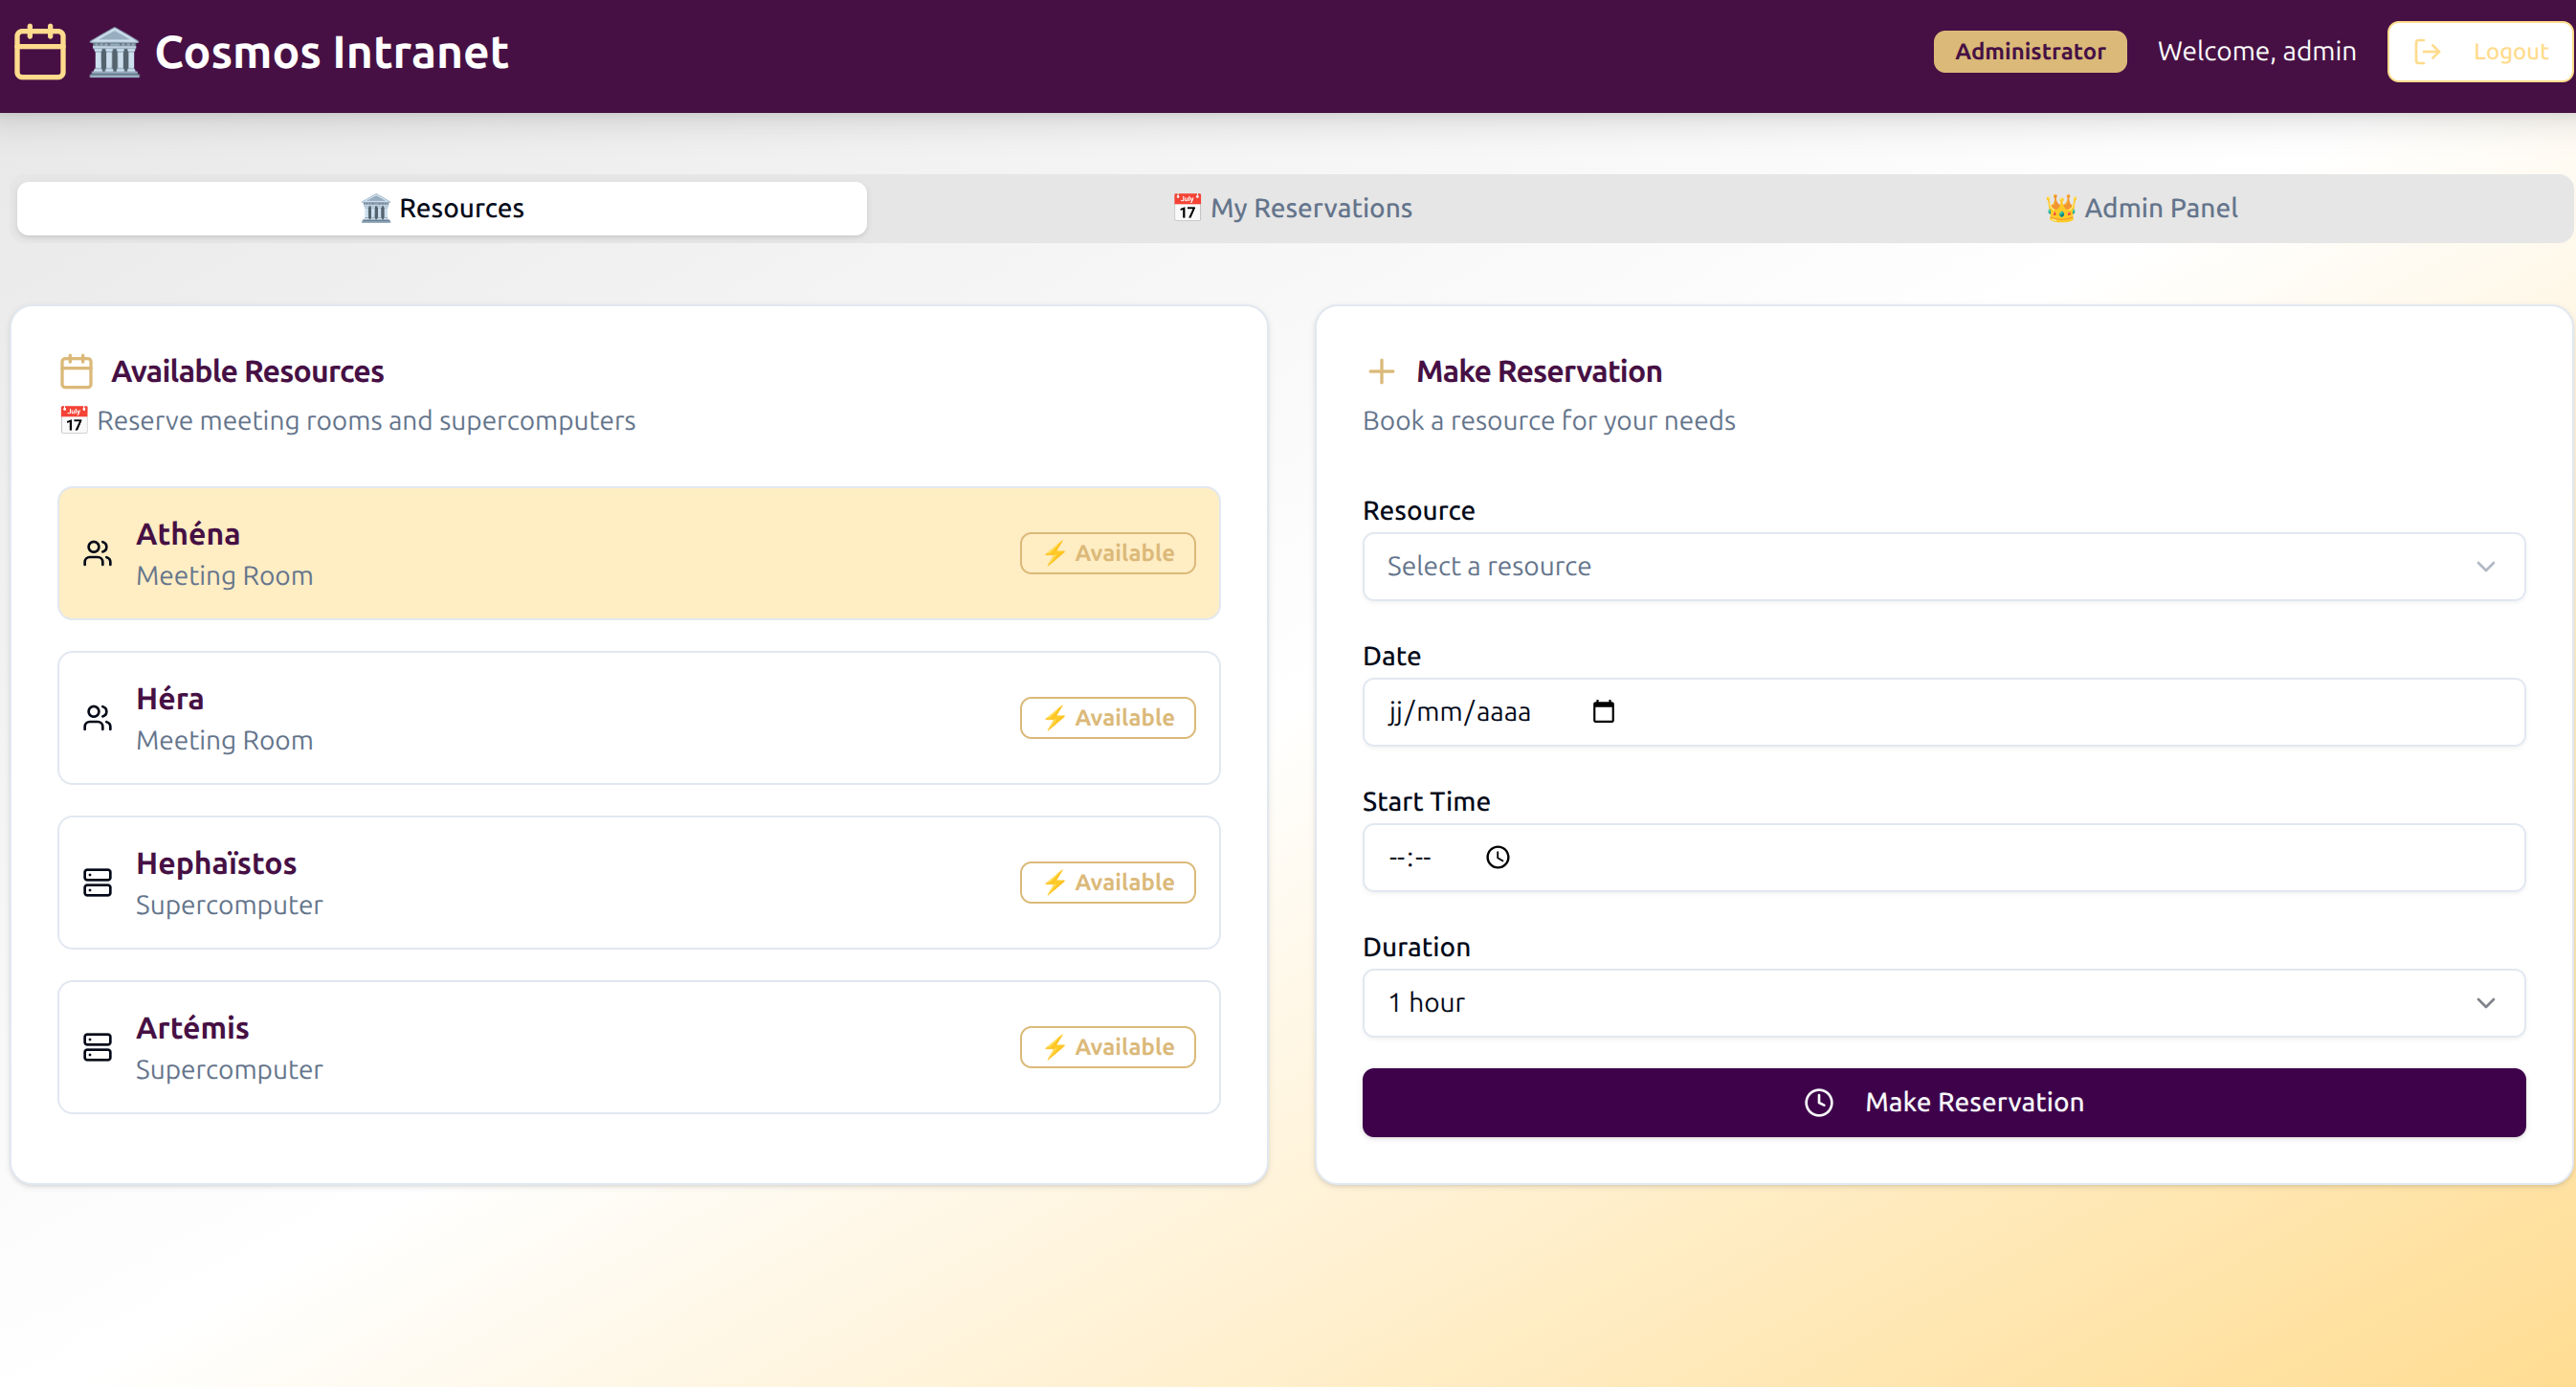 Cosmos Intranet
Administrator
Welcome, admin
Logout
Resources
My Reservations
Admin Panel
Available Resources
Reserve meeting rooms and supercomputers
Athéna
Meeting Room
Available
Héra
Meeting Room
Available
Hephaïstos
Supercomputer
Available
Artémis
Supercomputer
Available
Make Reservation
Book a resource for your needs
Resource
Select a resource
Date
jj/mm/aaaa
Start Time
--:--
Duration
1 hour
Make Reservation